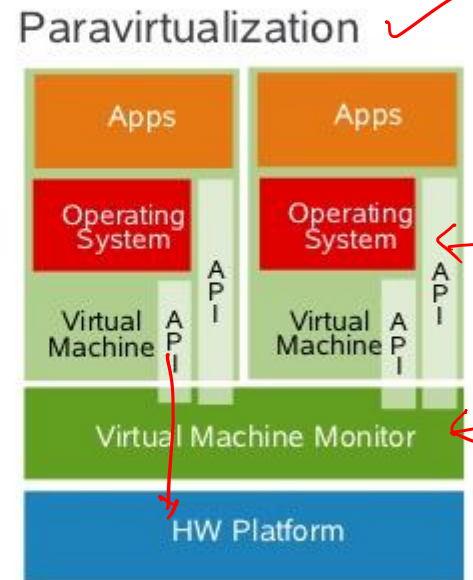 Paravirtualization
Apps
Apps
Operating
System
A
P
I
Operating
System
A
P
I
Virtual
Machine
A
P
I
Virtual
Machine
A
P
I
Virtual Machine Monitor
HW Platform